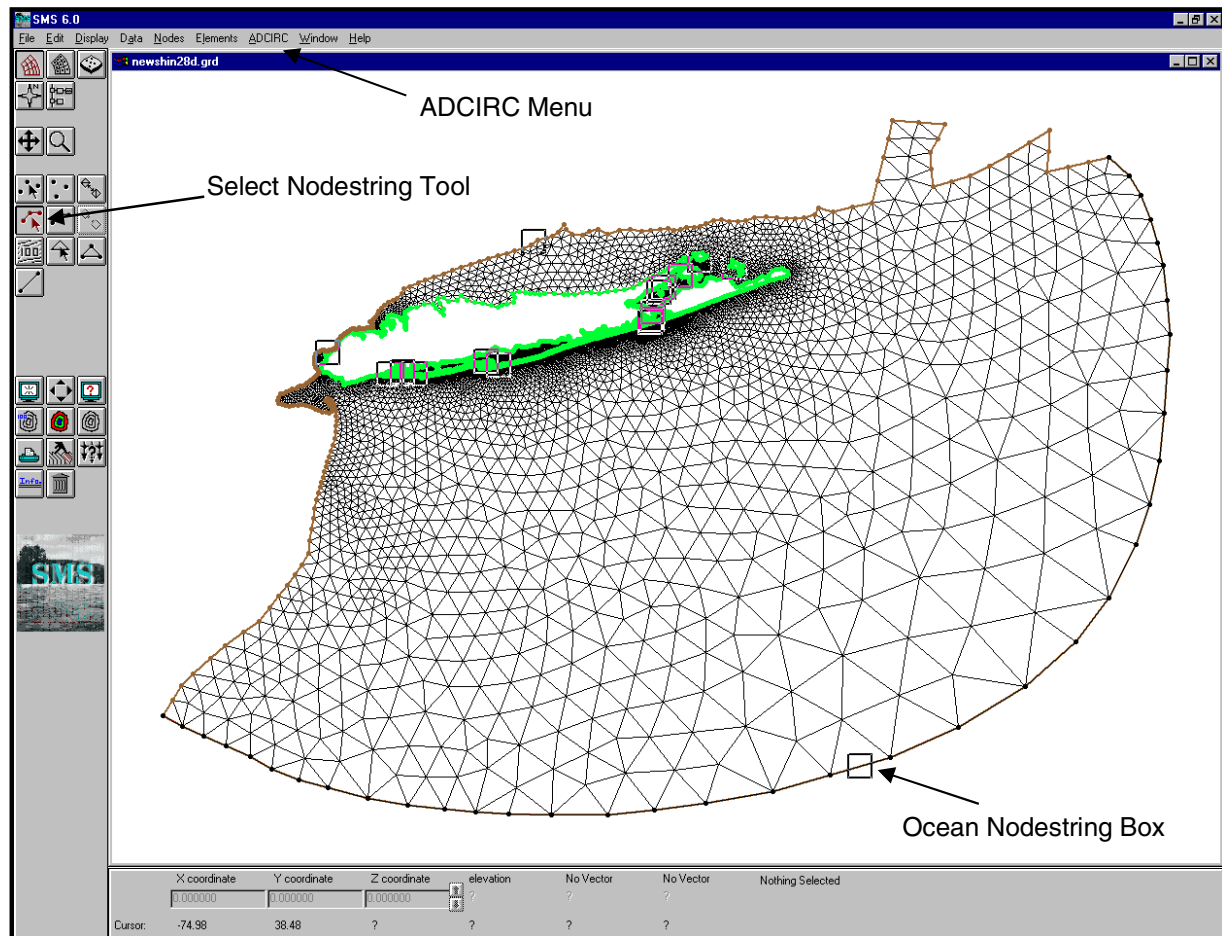 SMS 6.0
File Edit Display Data Nodes Elements ADCIRC Window Help
newshin28d.grd
ADCIRC Menu
Select Nodestring Tool
Ocean Nodestring Box
Info.
SMS
X coordinate Y coordinate Z coordinate elevation No Vector No Vector Nothing Selected
0.000000 0.000000 0.000000 ? ? ?
Cursor: -74.98 38.48 ? ? ? ?